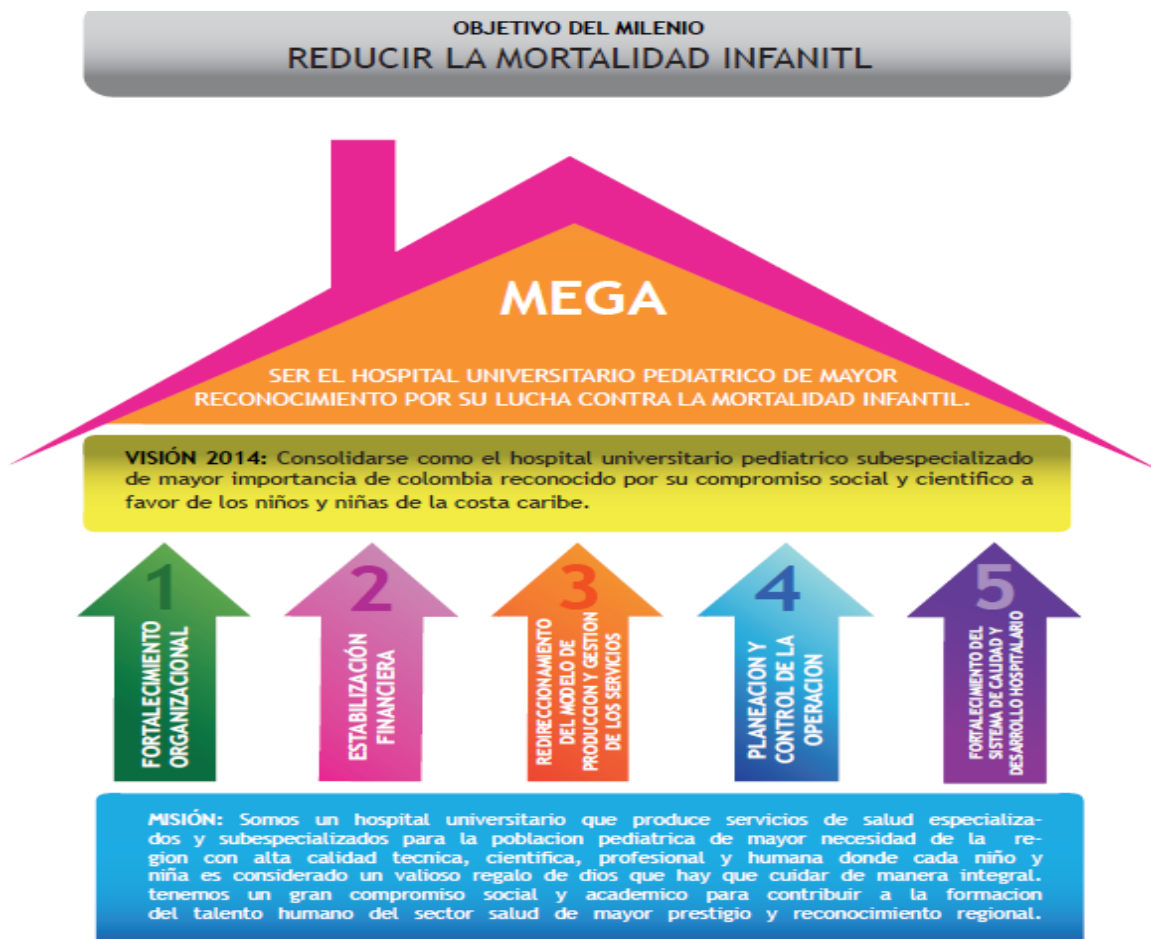 OBJETIVO DEL MILENIO
REDUCIR LA MORTALIDAD INFANITL
MEGA
SER EL HOSPITAL UNIVERSITARIO PEDIATRICO DE MAYOR
RECONOCIMIENTO POR SU LUCHA CONTRA LA MORTALIDAD INFANTIL.
VISIÓN 2014: Consolidarse como el hospital universitario pediatrico subespecializado
de mayor importancia de colombia reconocido por su compromiso social y cientifico a
favor de los niños y niñas de la costa caribe.
1
FORTALECIMIENTO
ORGANIZACIONAL
2
ESTABILIZACIÓN
FINANCIERA
3
REDIRECCIONAMIENTO
DEL MODELO DE
PRODUCCION Y GESTION
DE LOS SERVICIOS
4
PLANEACION Y
CONTROL DE LA
OPERACION
5
FORTALECIMIENTO DEL
SISTEMA DE CALIDAD Y
DESARROLLO HOSPITALARIO
MISIÓN: Somos un hospital universitario que produce servicios de salud especializa-
dos y subespecializados para la poblacion pediatrica de mayor necesidad de la re-
gion con alta calidad tecnica, cientifica, profesional y humana donde cada niño y
niña es considerado un valioso regalo de dios que hay que cuidar de manera integral.
tenemos un gran compromiso social y academico para contribuir a la formacion
del talento humano del sector salud de mayor prestigio y reconocimiento regional.